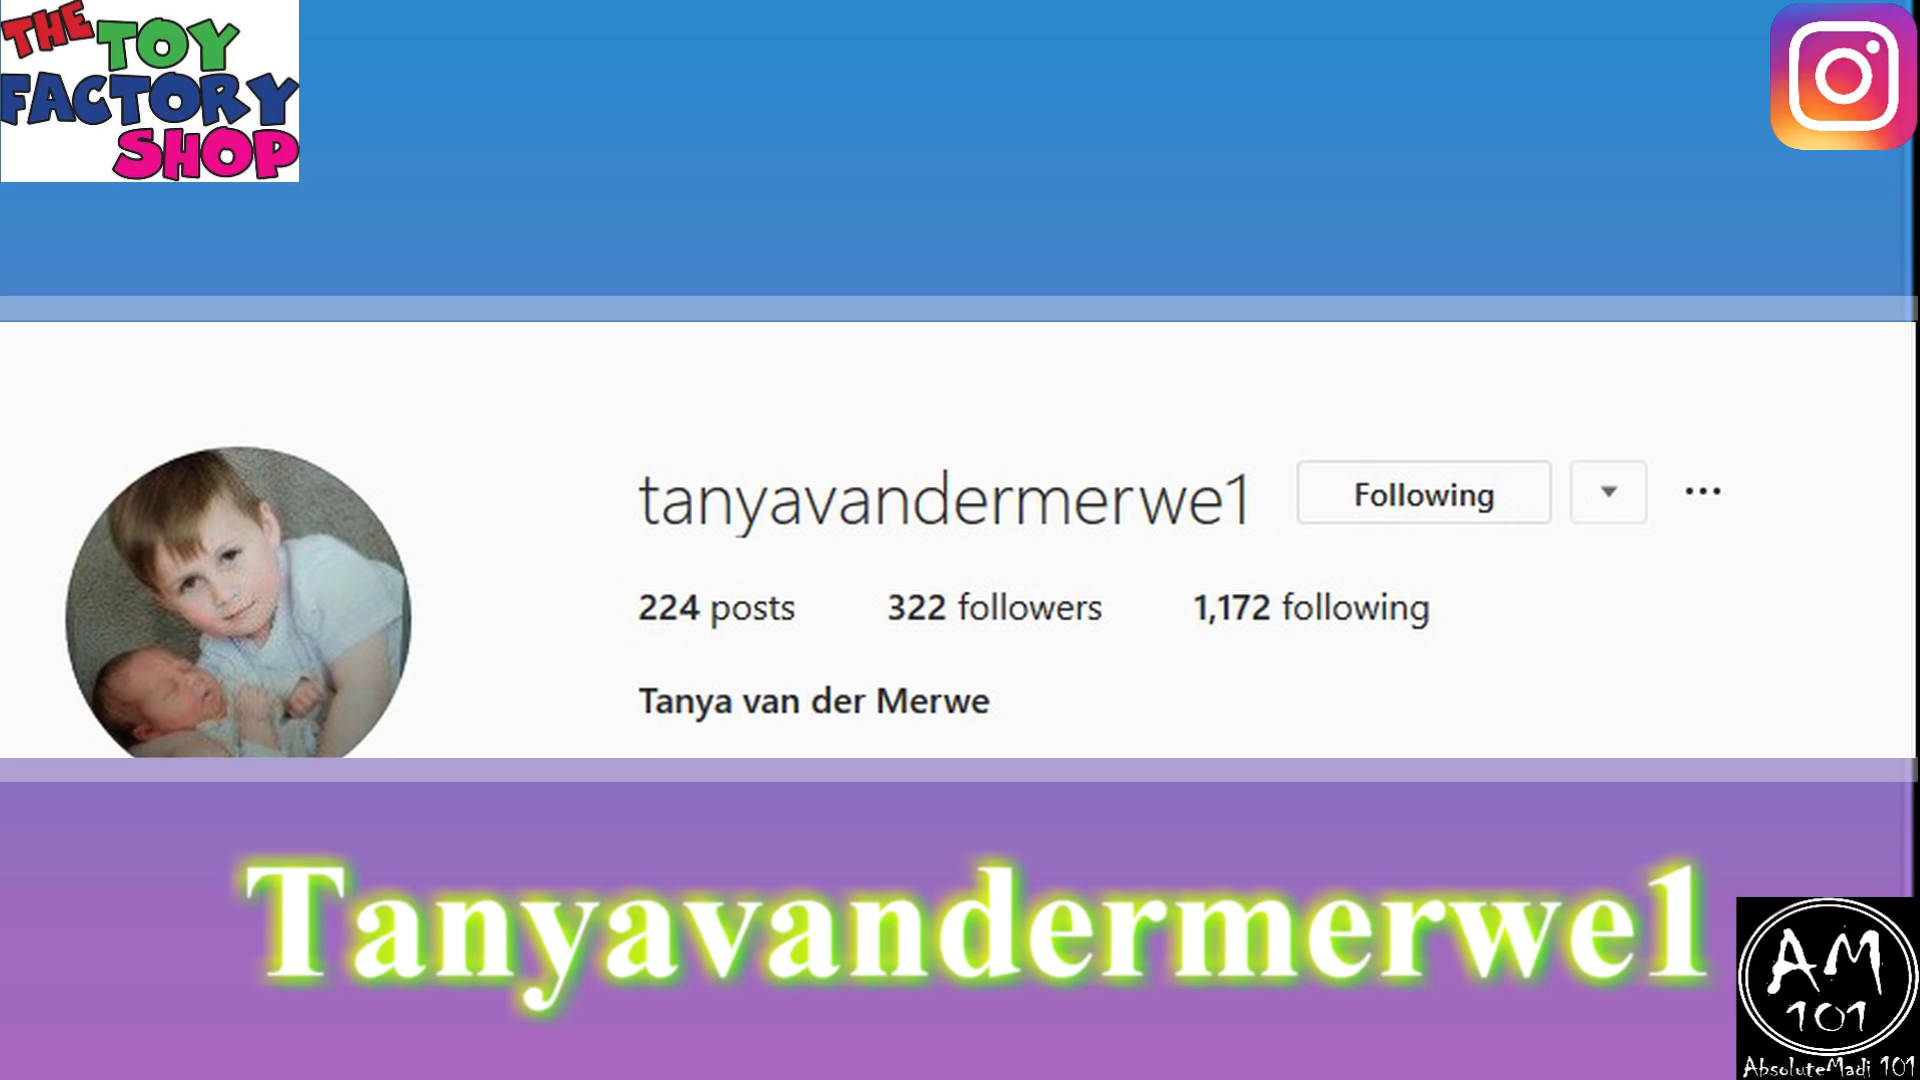 THE TOY
FACTORY
SHOP
tanyavandermerwe1 Following
224 posts 322 followers 1,172 following
Tanya van der Merwe
Tanyavandermerwe1
AM
101
AbsoluteMadi 101